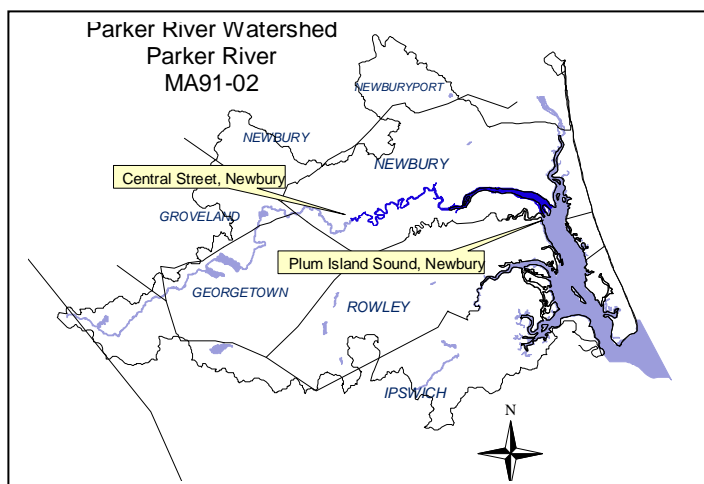 Parker River Watershed
Parker River
MA91-02
NEWBURYPORT
NEWBURY
NEWBURY
Central Street, Newbury
GROVELAND
Plum Island Sound, Newbury
GEORGETOWN
ROWLEY
IPSWICH
N